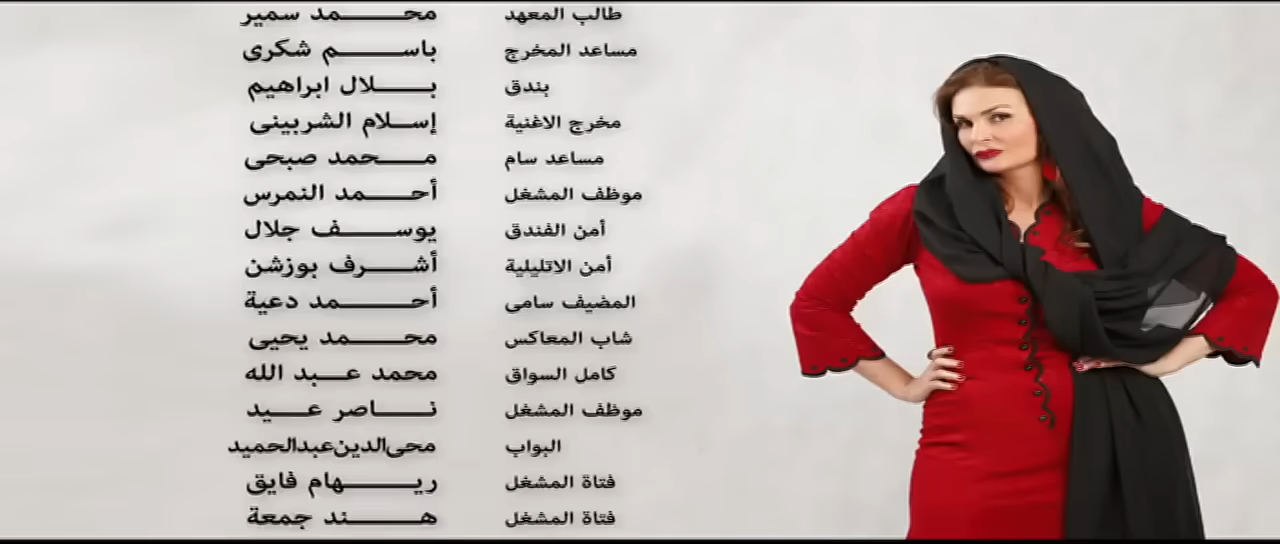 طالب المعهد محمد سمير
مساعد المخرج باسم شكرى
بندق بلال ابراهيم
مخرج الاغنية إسلام الشربينى
مساعد سام محمد صبحى
موظف المشغل أحمد النمرس
أمن الفندق يوسف جلال
أمن الاتليلية أشرف بوزشن
المضيف سامى أحمد دعية
شاب المعاكس محمد يحيى
كامل السواق محمد عبد الله
موظف المشغل ناصر عيد
البواب محى الدين عبدالحميد
فتاة المشغل ريهام فايق
فتاة المشغل هند جمعة